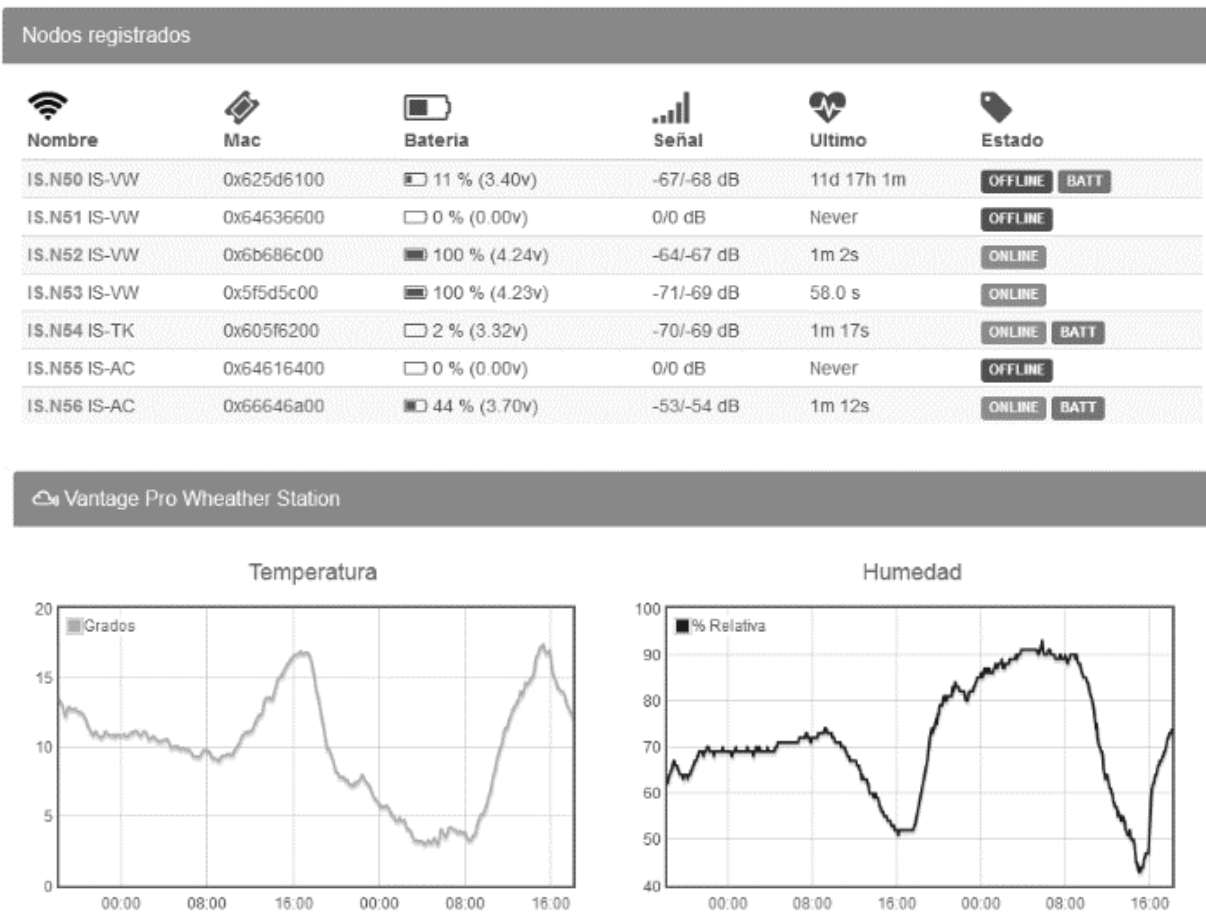 Nodos registrados
Nombre Mac Bateria Señal Ultimo Estado
IS.N50 IS-VW 0x625d6100 11 % (3.40v) -67/-68 dB 11d 17h 1m OFFLINE BATT
IS.N51 IS-VW 0x64636600 0 % (0.00v) 0/0 dB Never OFFLINE
IS.N52 IS-VW 0x6b686c00 100 % (4.24v) -64/-67 dB 1m 2s ONLINE
IS.N53 IS-VW 0x5f5d5c00 100 % (4.23v) -71/-69 dB 58.0 s ONLINE
IS.N54 IS-TK 0x605f6200 2 % (3.32v) -70/-69 dB 1m 17s ONLINE BATT
IS.N55 IS-AC 0x64616400 0 % (0.00v) 0/0 dB Never OFFLINE
IS.N56 IS-AC 0x66646a00 44 % (3.70v) -53/-54 dB 1m 12s ONLINE BATT
Vantage Pro Wheather Station
Temperatura
Grados
20
15
10
5
0
00:00 08:00 16:00 00:00 08:00 16:00
Humedad
% Relativa
100
90
80
70
60
50
40
00:00 08:00 16:00 00:00 08:00 16:00